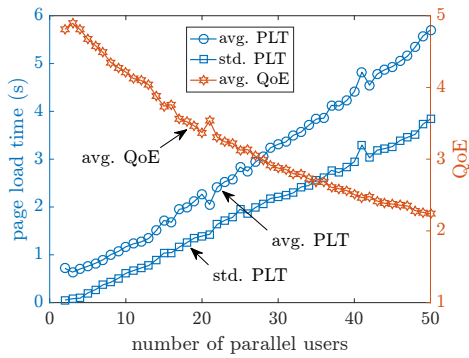 avg. PLT
std. PLT
avg. QoE
page load time (s)
6
5
4
3
2
1
0
QoE
5
4
3
2
1
avg. QoE
avg. PLT
std. PLT
0 10 20 30 40 50
number of parallel users